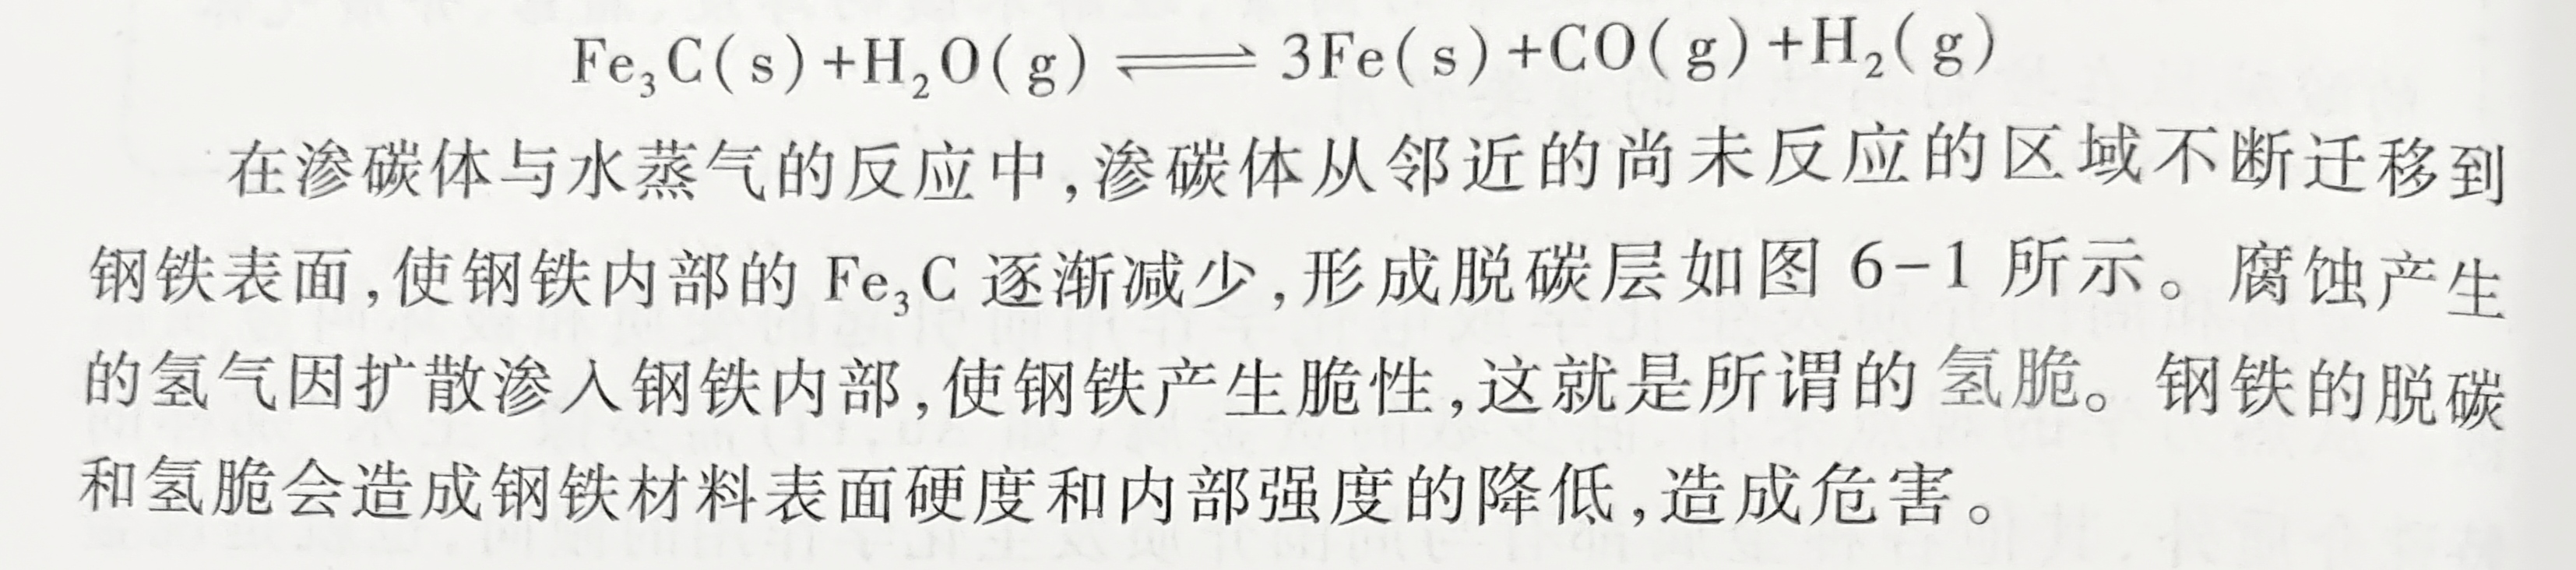 Fe₃C(s)+H₂O(g)⇌3Fe(s)+CO(g)+H₂(g)
在渗碳体与水蒸气的反应中,渗碳体从邻近的尚未反应的区域不断迁移到
钢铁表面,使钢铁内部的 Fe₃C 逐渐减少,形成脱碳层如图 6-1 所示。腐蚀产生
的氢气因扩散渗入钢铁内部,使钢铁产生脆性,这就是所谓的氢脆。钢铁的脱碳
和氢脆会造成钢铁材料表面硬度和内部强度的降低,造成危害。